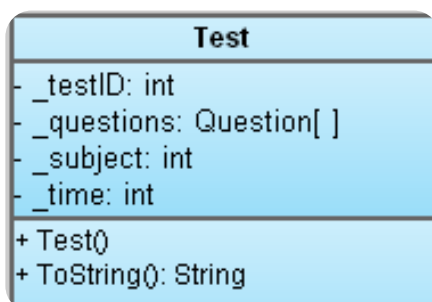 Test
- _testID: int
- _questions: Question[ ]
- _subject: int
- _time: int
+ Test()
+ ToString(): String